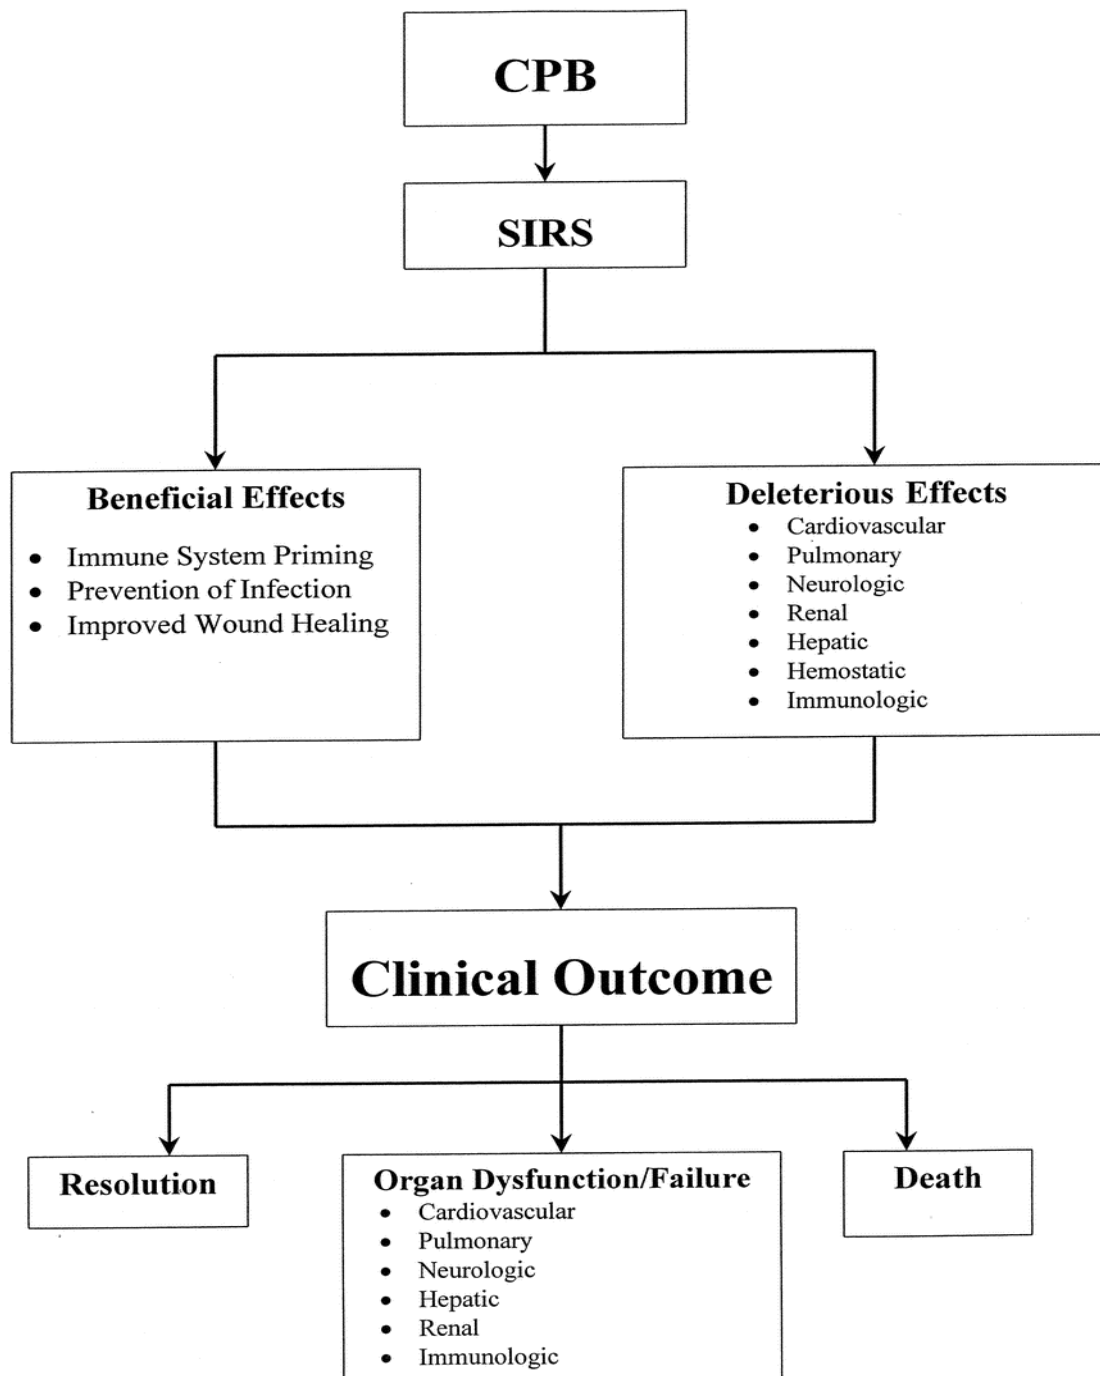 CPB
SIRS
Beneficial Effects
• Immune System Priming
• Prevention of Infection
• Improved Wound Healing
Deleterious Effects
• Cardiovascular
• Pulmonary
• Neurologic
• Renal
• Hepatic
• Hemostatic
• Immunologic
Clinical Outcome
Resolution
Organ Dysfunction/Failure
• Cardiovascular
• Pulmonary
• Neurologic
• Hepatic
• Renal
• Immunologic
Death